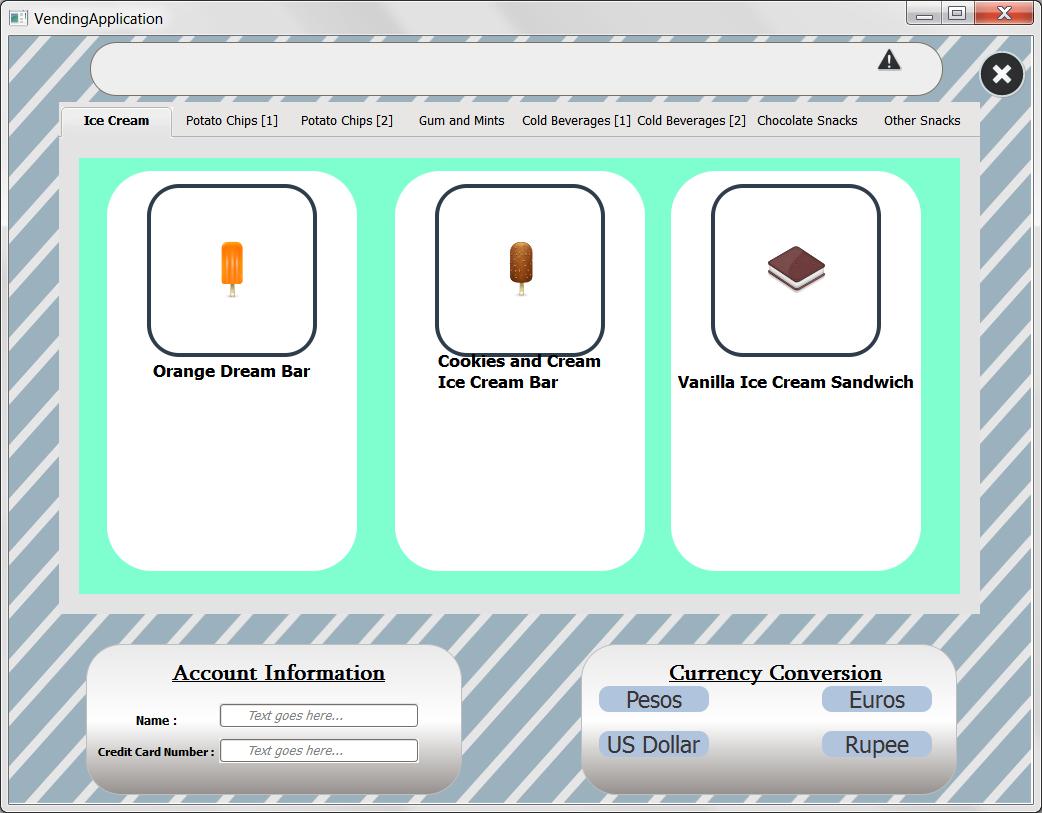 VendingApplication
Ice Cream Potato Chips [1] Potato Chips [2] Gum and Mints Cold Beverages [1] Cold Beverages [2] Chocolate Snacks Other Snacks
Orange Dream Bar
Cookies and Cream
Ice Cream Bar
Vanilla Ice Cream Sandwich
Account Information
Name : Text goes here...
Credit Card Number : Text goes here...
Currency Conversion
Pesos Euros
US Dollar Rupee